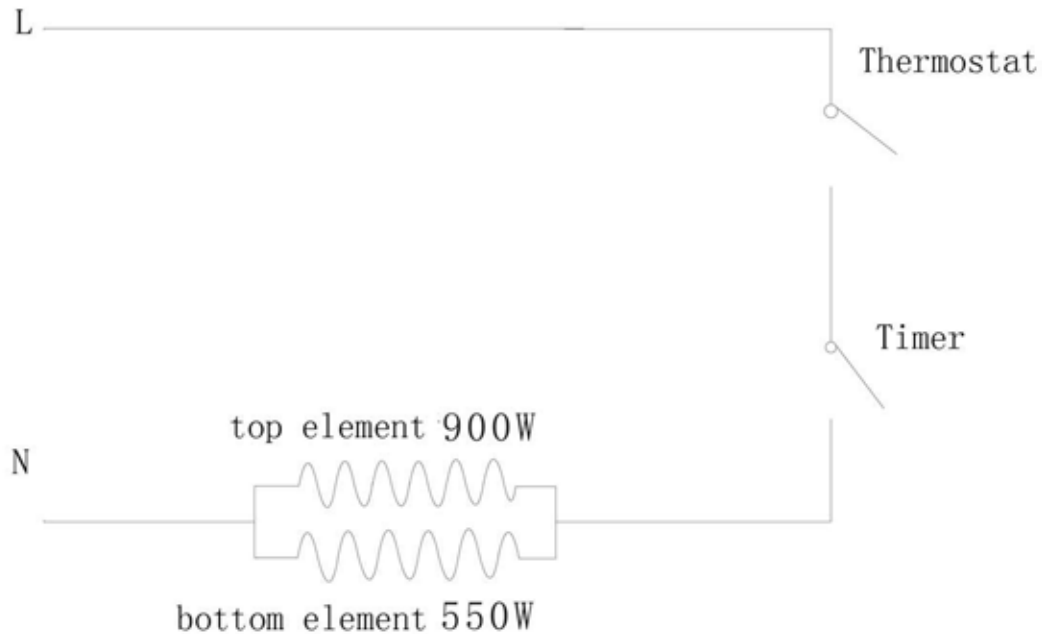 L
Thermostat
Timer
top element 900W
N
bottom element 550W